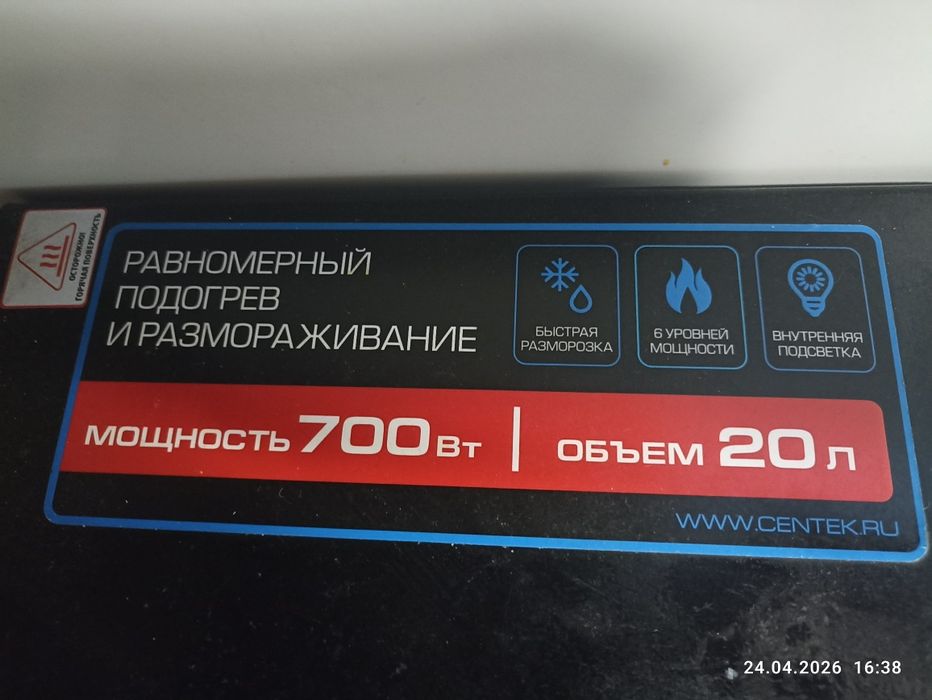 ОСТОРОЖНО!
ГОРЯЧАЯ ПОВЕРХНОСТЬ
РАВНОМЕРНЫЙ
ПОДОГРЕВ
И РАЗМОРАЖИВАНИЕ
БЫСТРАЯ
РАЗМОРОЗКА
6 УРОВНЕЙ
МОЩНОСТИ
ВНУТРЕННЯЯ
ПОДСВЕТКА
МОЩНОСТЬ 700 Вт | ОБЪЕМ 20 л
WWW.CENTEK.RU
24.04.2026 16:38